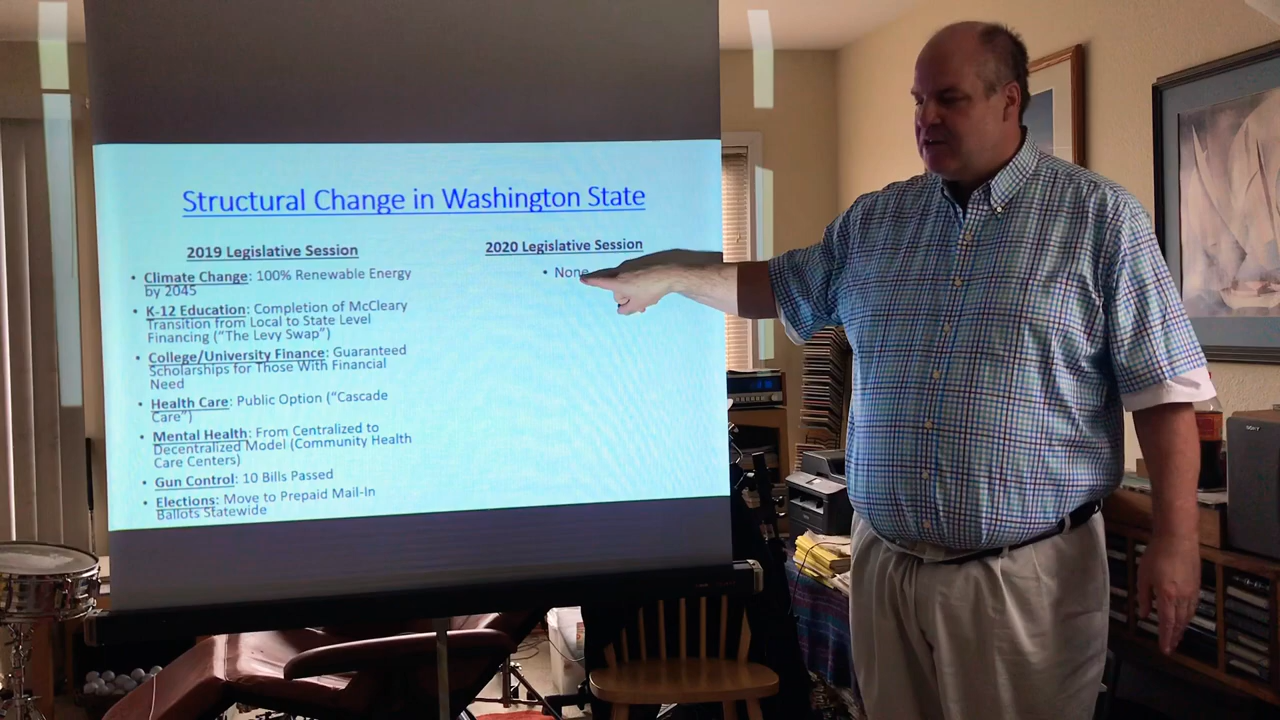 Structural Change in Washington State
2019 Legislative Session
• Climate Change: 100% Renewable Energy
by 2045
• K-12 Education: Completion of McCleary
Transition from Local to State Level
Financing ("The Levy Swap")
• College/University Finance: Guaranteed
Scholarships for Those With Financial
Need
• Health Care: Public Option ("Cascade
Care")
• Mental Health: From Centralized to
Decentralized Model (Community Health
Care Centers)
• Gun Control: 10 Bills Passed
• Elections: Move to Prepaid Mail-In
Ballots Statewide
2020 Legislative Session
• None
SONY